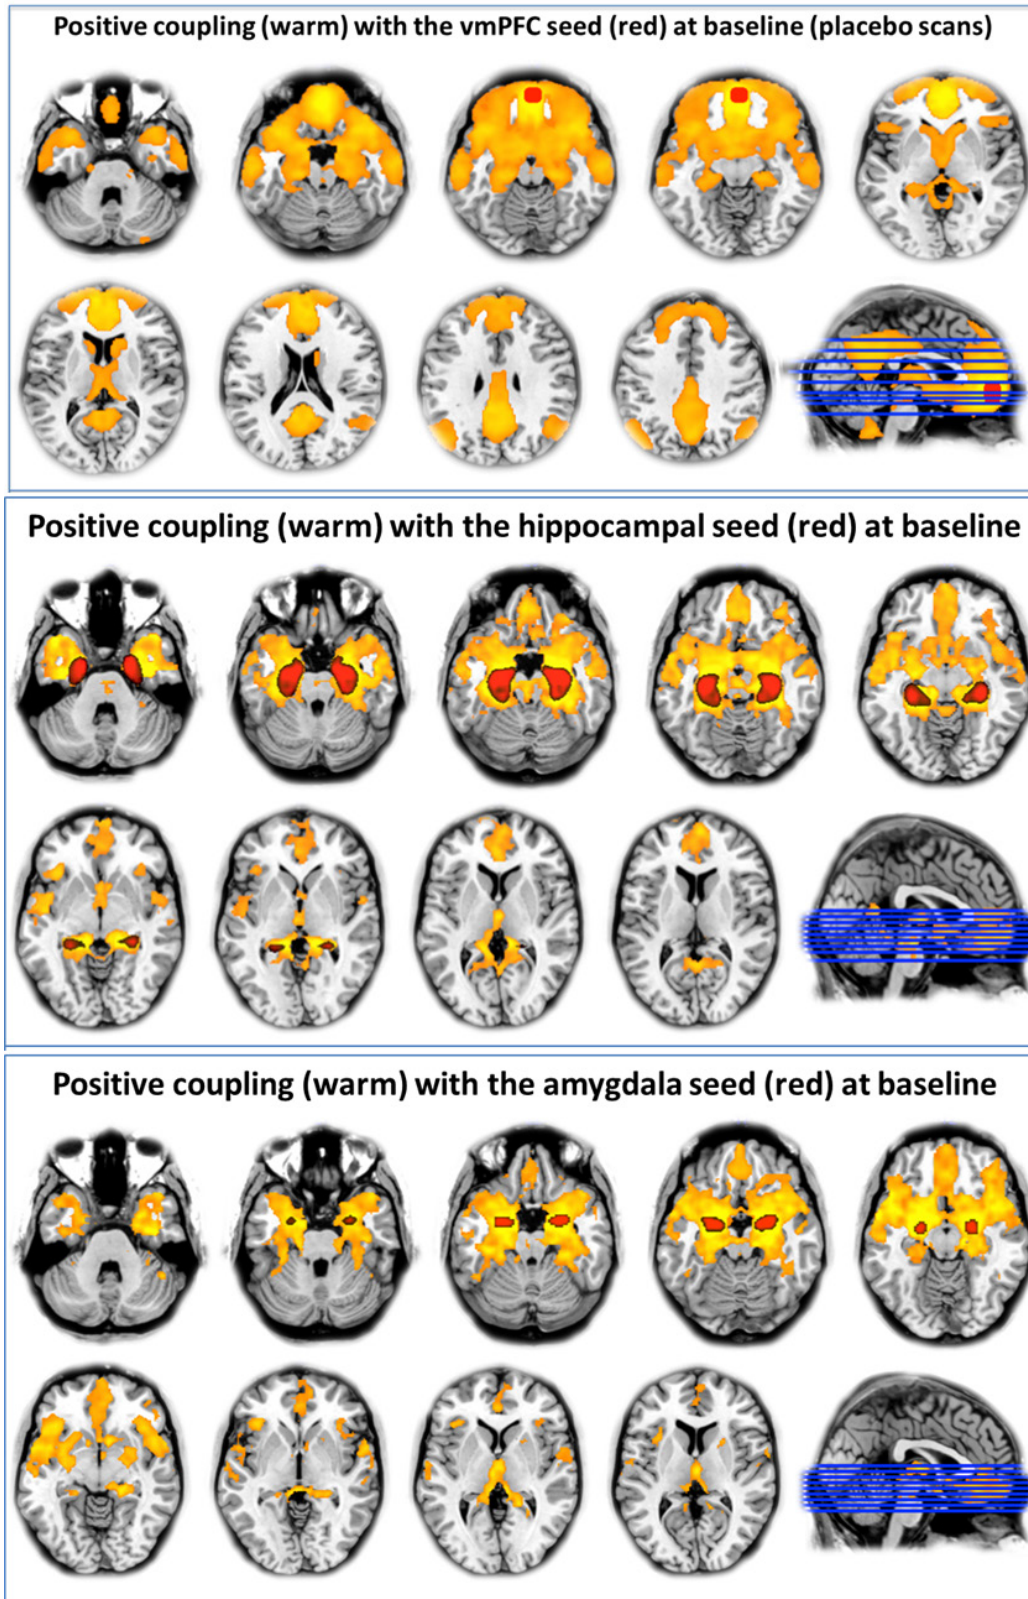 Positive coupling (warm) with the vmPFC seed (red) at baseline (placebo scans)
Positive coupling (warm) with the hippocampal seed (red) at baseline
Positive coupling (warm) with the amygdala seed (red) at baseline